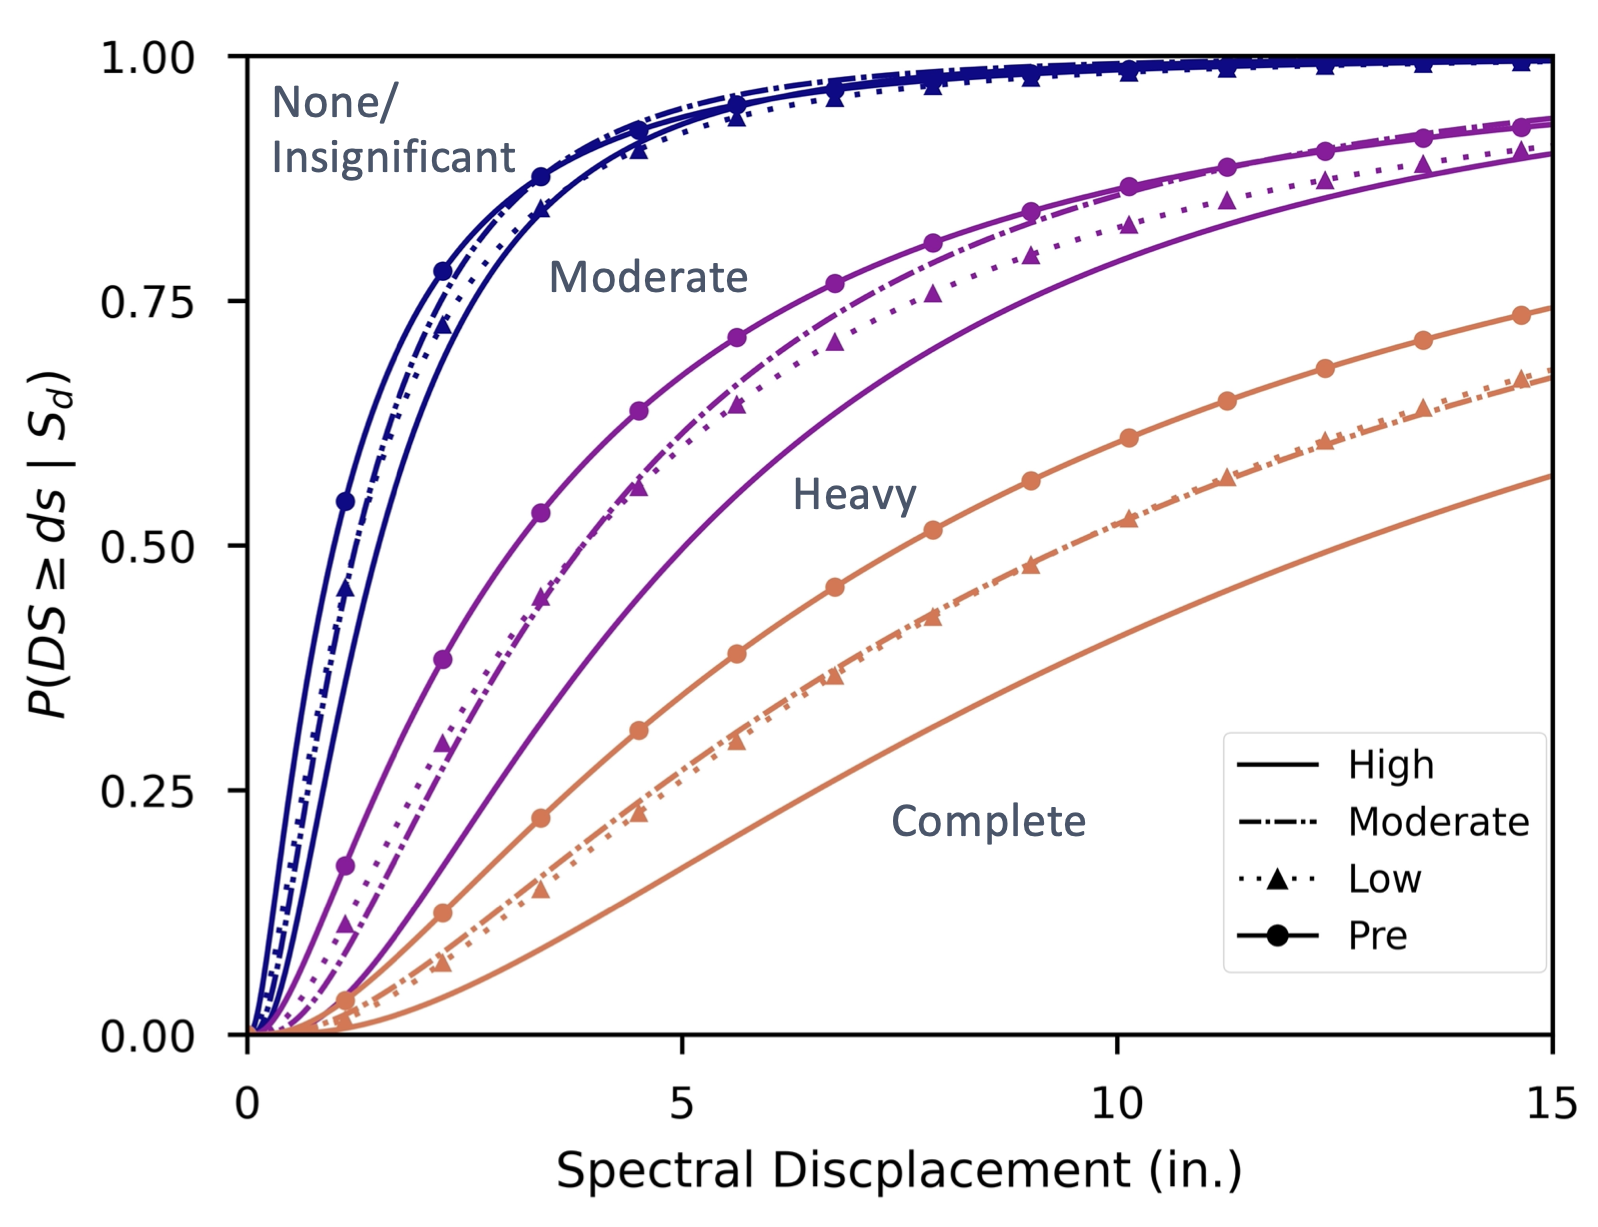 1.00
0.75
0.50
0.25
0.00
P(DS ≥ ds | S_d)
None/
Insignificant
Moderate
Heavy
Complete
High
Moderate
Low
Pre
0
5
10
15
Spectral Discplacement (in.)